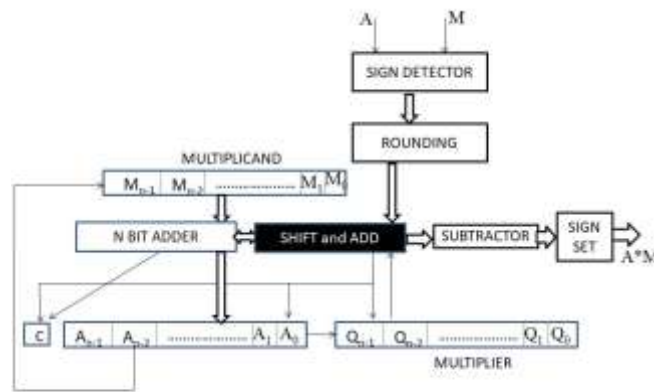 A M
SIGN DETECTOR
ROUNDING
MULTIPLICAND
Mn-1 Mn-2 .................. M1 M0
N BIT ADDER
SHIFT and ADD
SUBTRACTOR
SIGN
SET
A*M
C
An-1 An-2 .................. A1 A0
Qn-1 Qn-2 .................. Q1 Q0
MULTIPLIER